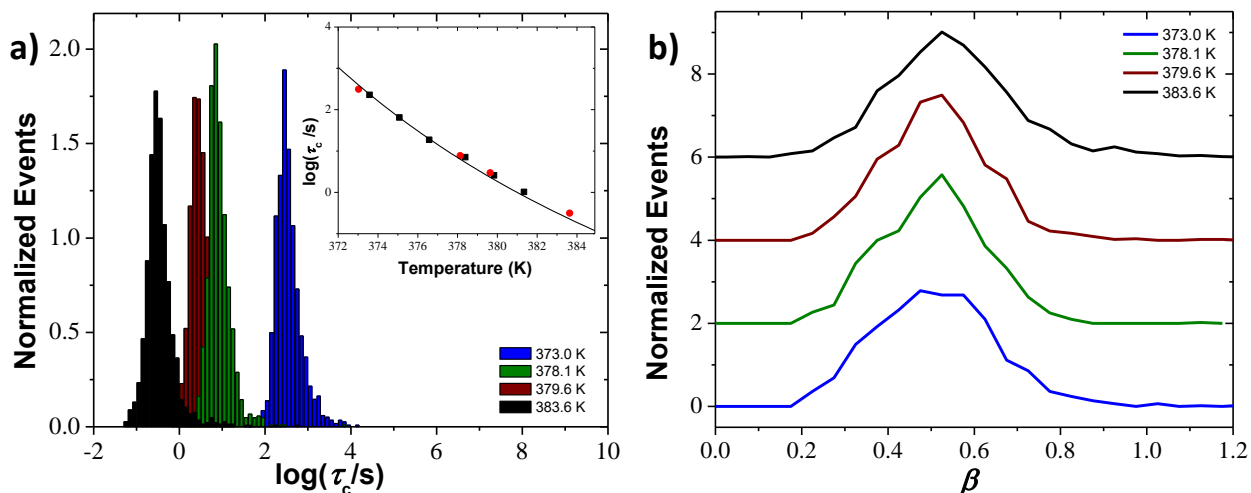 a)
Normalized Events
2.0
1.5
1.0
0.5
0.0
-2
0
2
4
6
8
10
log(τc/s)
373.0 K
378.1 K
379.6 K
383.6 K
log(τc/s)
4
2
0
372
374
376
378
380
382
384
Temperature (K)
b)
Normalized Events
8
6
4
2
0
0.0
0.2
0.4
0.6
0.8
1.0
1.2
β
373.0 K
378.1 K
379.6 K
383.6 K